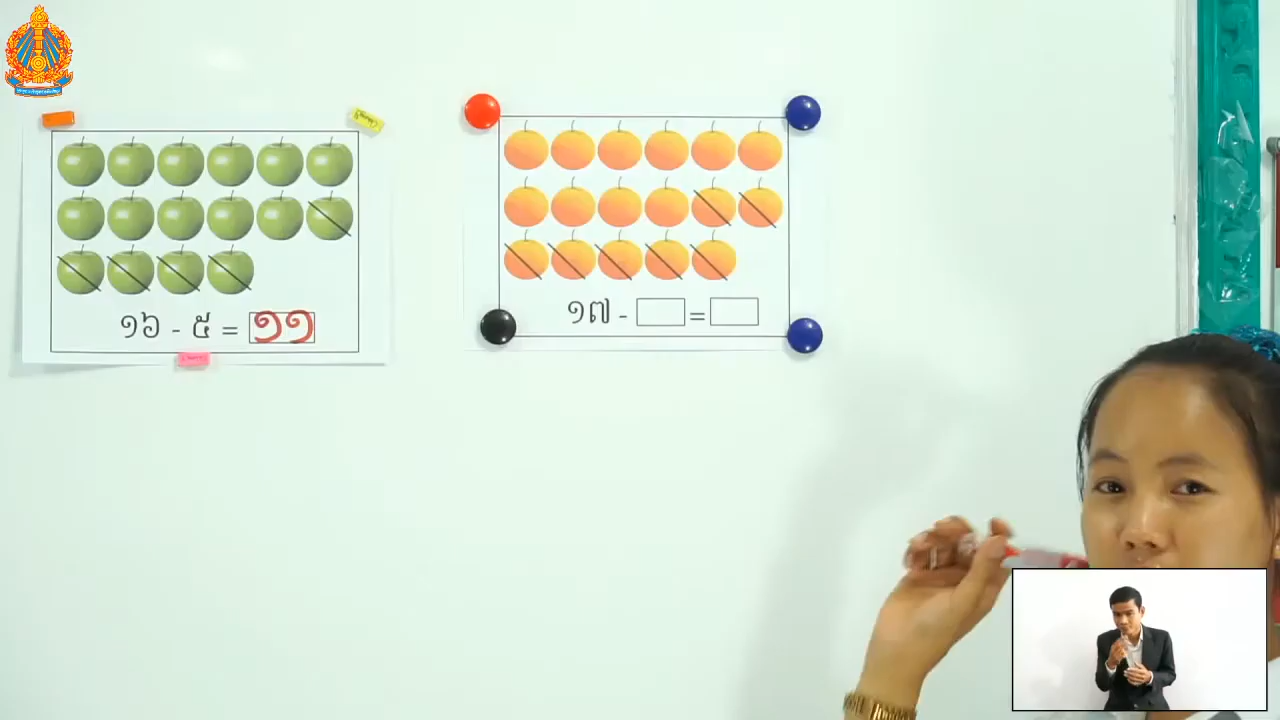 ១៦ - ៥ = ១១
១៧ - =